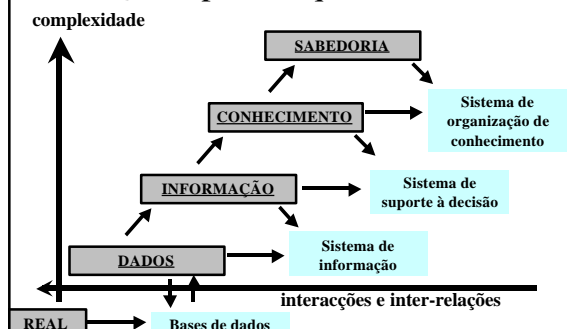 complexidade
SABEDORIA
Sistema de
organização de
conhecimento
CONHECIMENTO
Sistema de
suporte à decisão
INFORMAÇÃO
Sistema de
informação
DADOS
interacções e inter-relações
REAL
Bases de dados